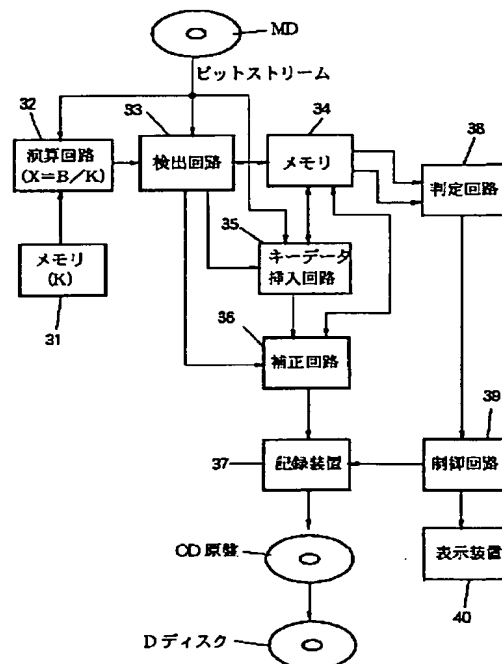 MD
ビットストリーム
32
33
34
38
演算回路
(X=B/K)
検出回路
メモリ
判定回路
35
キーデータ
挿入回路
メモリ
(K)
31
36
補正回路
39
37
記録装置
制御回路
CD原盤
表示装置
40
Dディスク